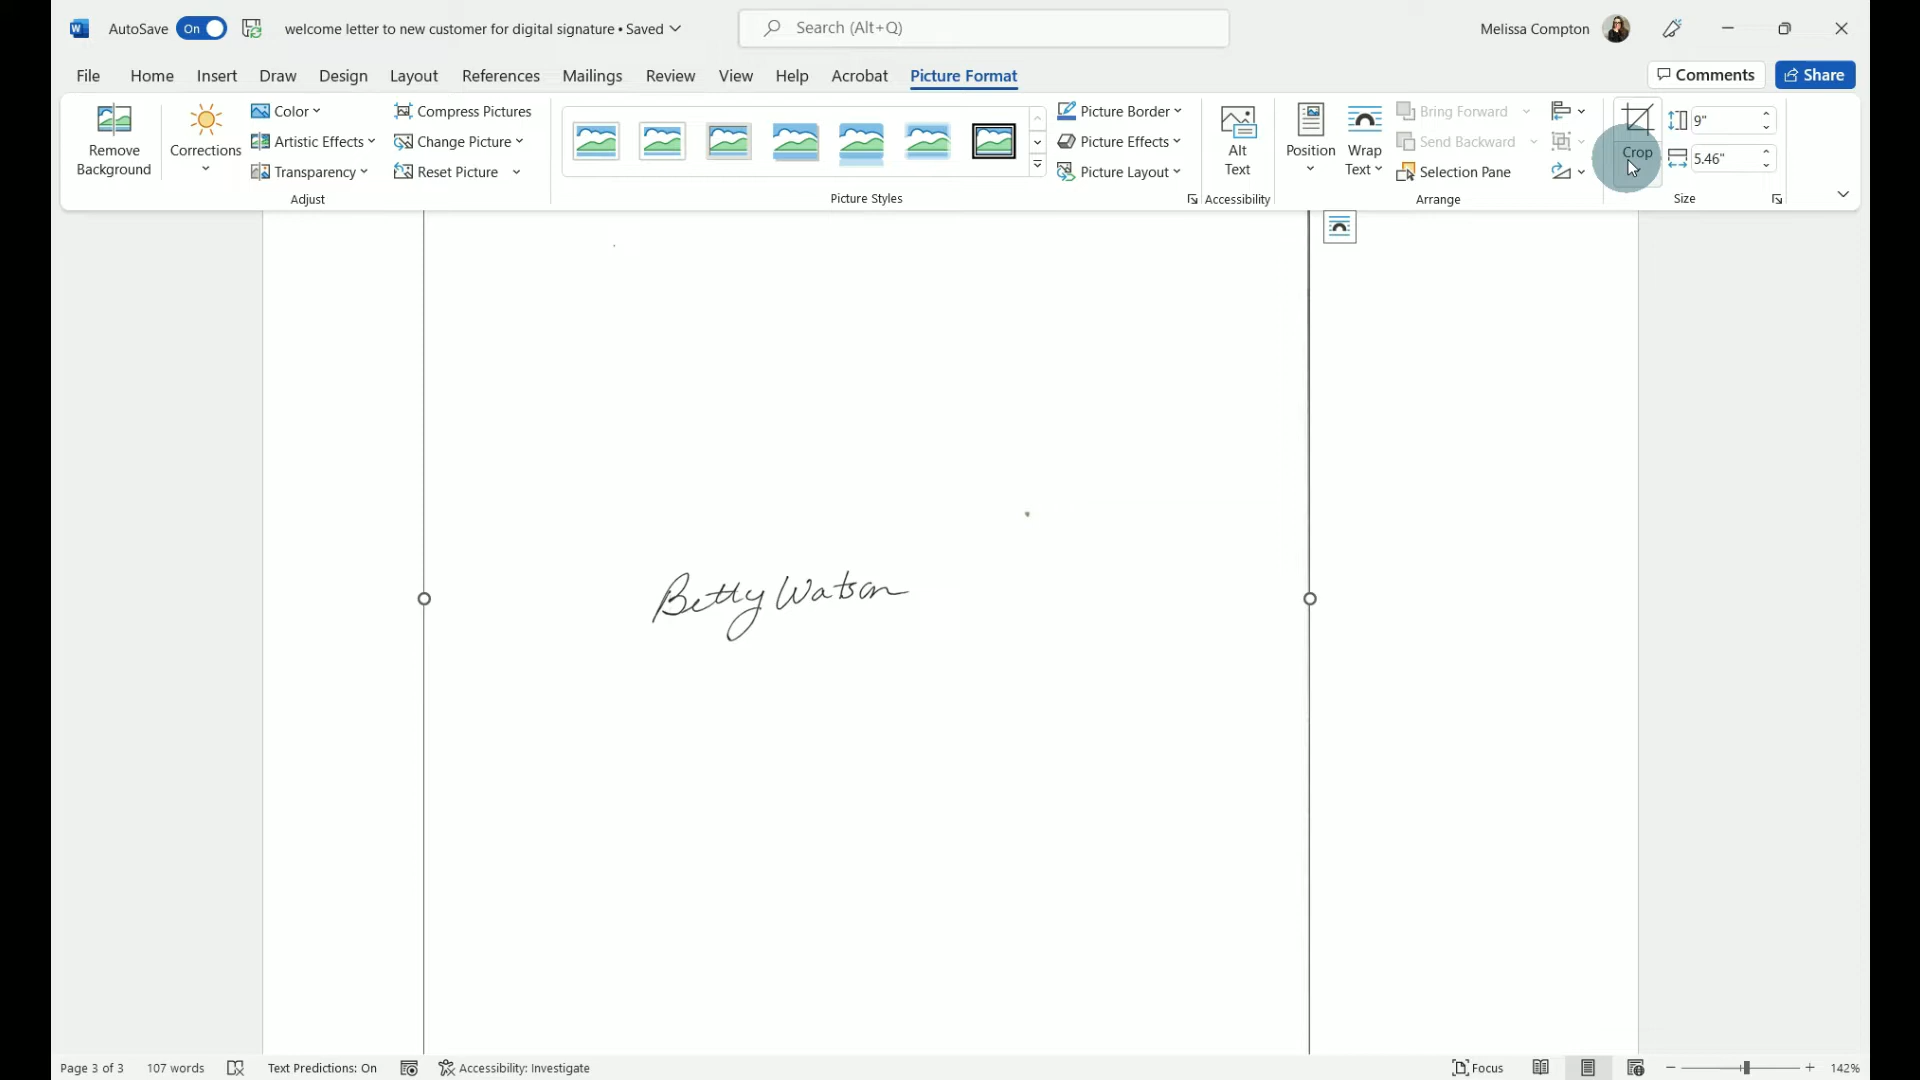 AutoSave On welcome letter to new customer for digital signature • Saved Search (Alt+Q) Melissa Compton
File Home Insert Draw Design Layout References Mailings Review View Help Acrobat Picture Format Comments Share
Remove Background
Corrections
Color
Artistic Effects
Transparency
Compress Pictures
Change Picture
Reset Picture
Adjust
Picture Styles
Picture Border
Picture Effects
Picture Layout
Alt Text
Accessibility
Position
Wrap Text
Bring Forward
Send Backward
Selection Pane
Arrange
Crop
9"
5.46"
Size
Betty Watson
Page 3 of 3 107 words Text Predictions: On Accessibility: Investigate Focus 142%